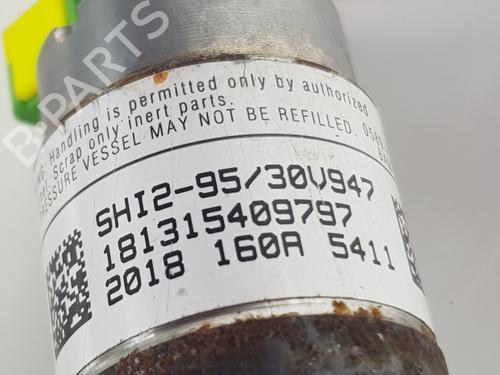 Handling is permitted only by authorized
Scrap only inert parts.
PRESSURE VESSEL MAY NOT BE REFILLED.
SHI2-95/30V947
181315409797
2018 160A 5411
B-PARTS